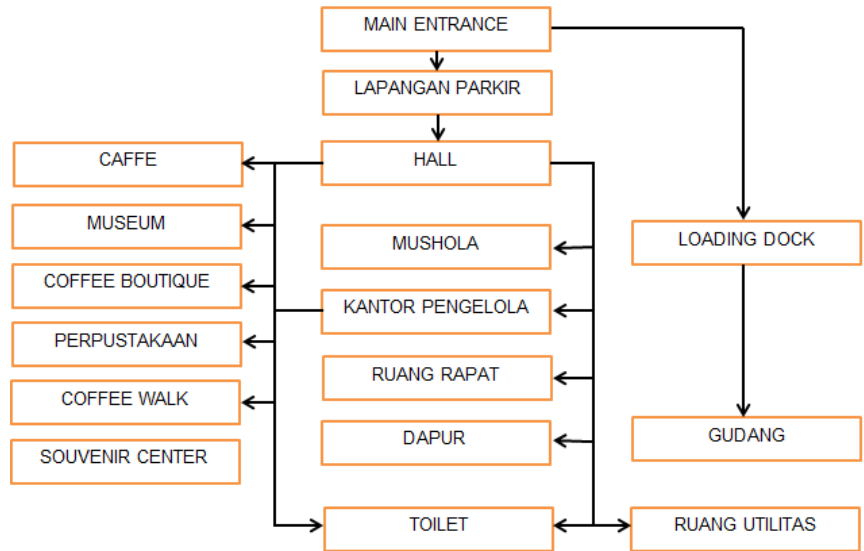 MAIN ENTRANCE
LAPANGAN PARKIR
HALL
CAFFE
MUSEUM
COFFEE BOUTIQUE
PERPUSTAKAAN
COFFEE WALK
SOUVENIR CENTER
MUSHOLA
KANTOR PENGELOLA
RUANG RAPAT
DAPUR
TOILET
LOADING DOCK
GUDANG
RUANG UTILITAS